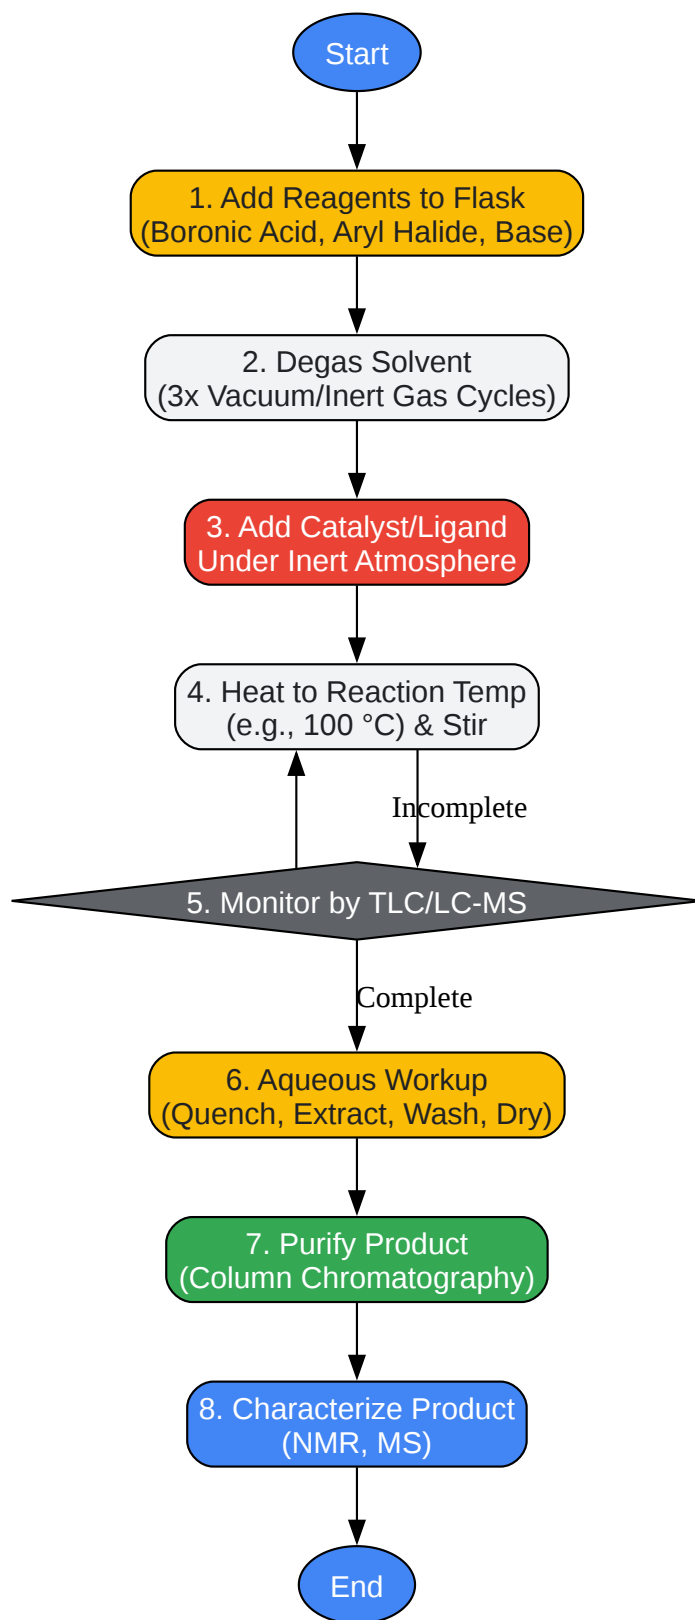 Start
1. Add Reagents to Flask
(Boronic Acid, Aryl Halide, Base)
2. Degas Solvent
(3x Vacuum/Inert Gas Cycles)
3. Add Catalyst/Ligand
Under Inert Atmosphere
4. Heat to Reaction Temp
(e.g., 100 °C) & Stir
Incomplete
5. Monitor by TLC/LC-MS
Complete
6. Aqueous Workup
(Quench, Extract, Wash, Dry)
7. Purify Product
(Column Chromatography)
8. Characterize Product
(NMR, MS)
End